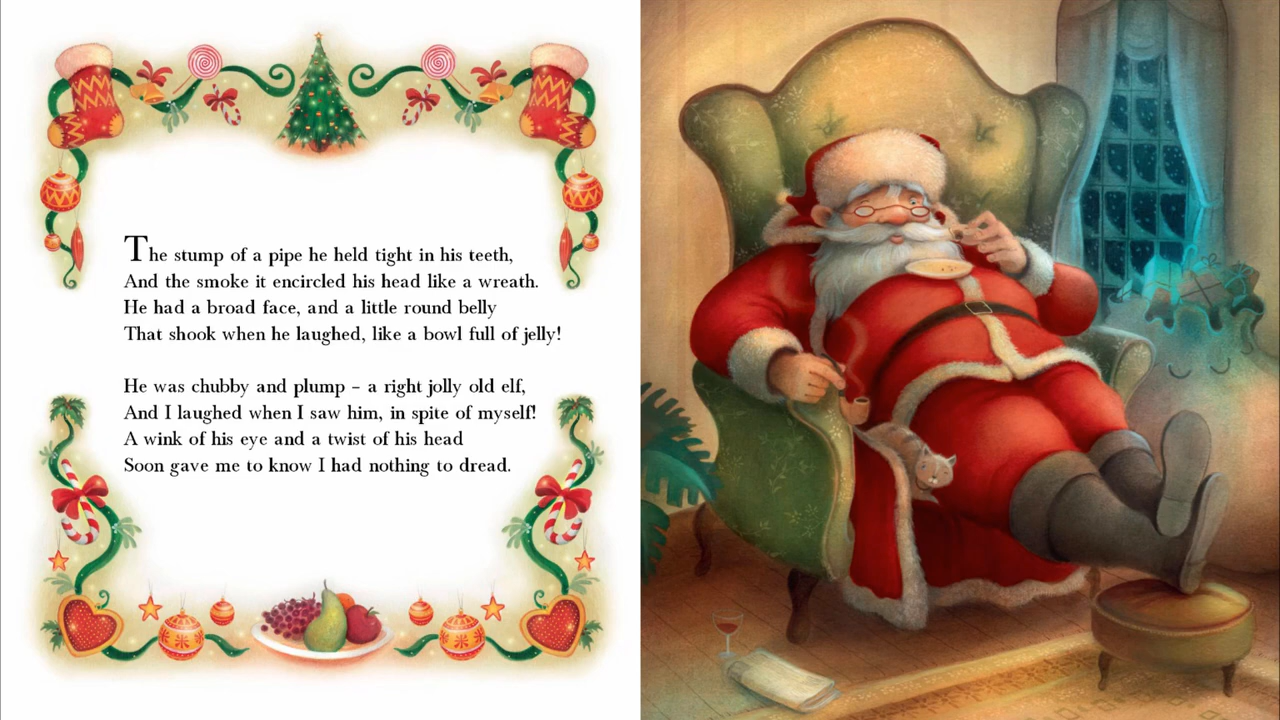 The stump of a pipe he held tight in his teeth,
And the smoke it encircled his head like a wreath.
He had a broad face, and a little round belly
That shook when he laughed, like a bowl full of jelly!
He was chubby and plump – a right jolly old elf,
And I laughed when I saw him, in spite of myself!
A wink of his eye and a twist of his head
Soon gave me to know I had nothing to dread.